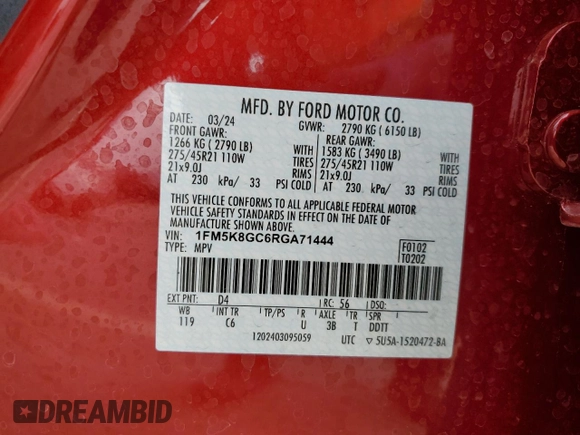 MFD. BY FORD MOTOR CO.
DATE: 03/24 GVWR: 2790 KG ( 6150 LB)
FRONT GAWR: REAR GAWR:
1266 KG ( 2790 LB) 1583 KG ( 3490 LB)
275/45R21 110W TIRES 275/45R21 110W TIRES
21x9.0J RIMS 21x9.0J RIMS
AT 230 kPa/ 33 PSI COLD AT 230 kPa/ 33 PSI COLD
THIS VEHICLE CONFORMS TO ALL APPLICABLE FEDERAL MOTOR
VEHICLE SAFETY STANDARDS IN EFFECT ON THE DATE OF
MANUFACTURE SHOWN ABOVE.
VIN: 1FM5K8GC6RGA71444 F0102
TYPE: MPV T0202
EXT PNT: D4 RC: 56 DSO:
WB INT TR TP/PS R AXLE TR SPR
119 C6 U 3B T DDTT
1202403095059 UTC ▽ 5U5A-1520472-BA
DREAMBID